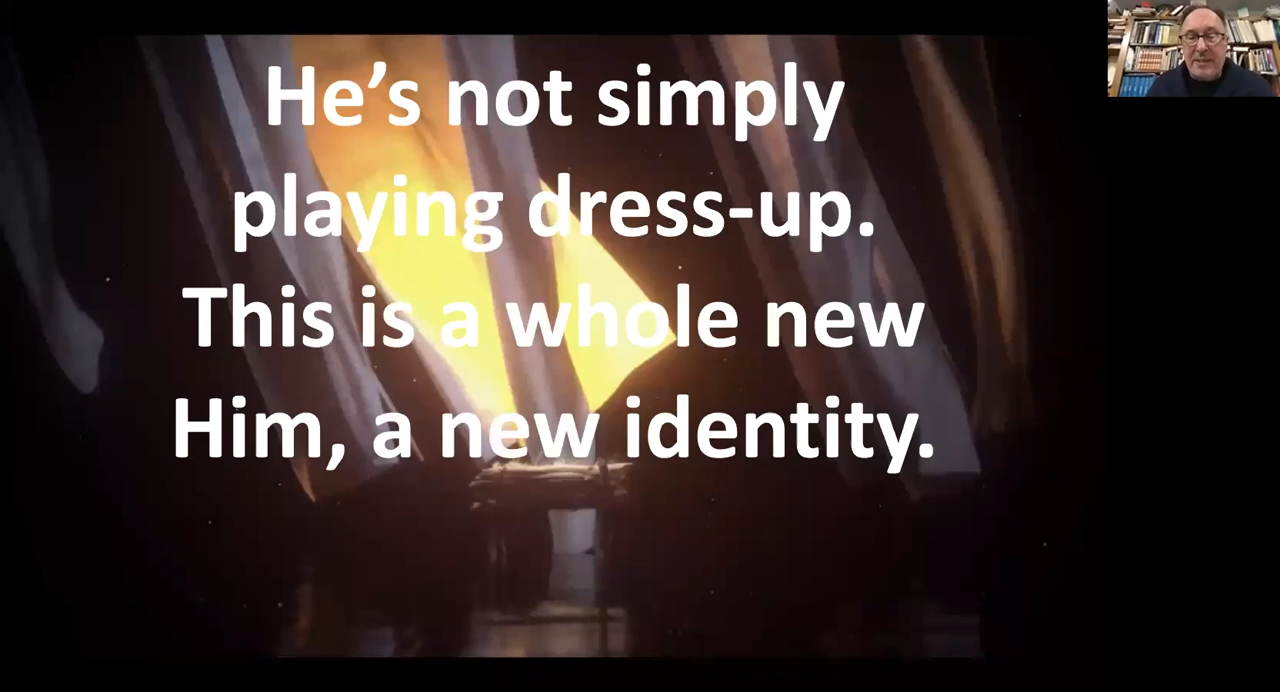 He’s not simply
playing dress-up.
This is a whole new
Him, a new identity.